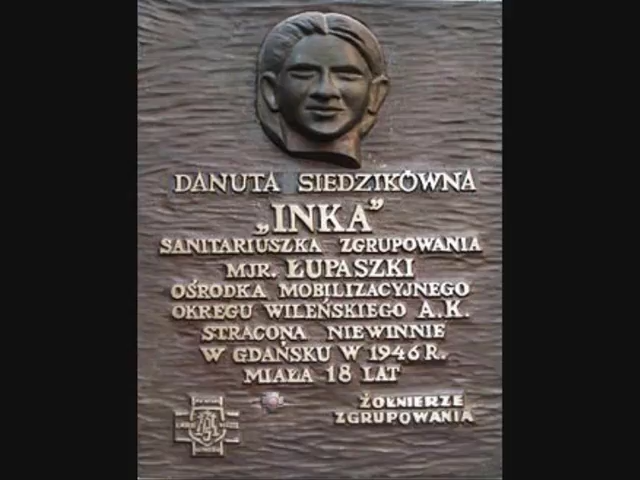 DANUTA SIEDZIKÓWNA
„INKA”
SANITARIUSZKA ZGRUPOWANIA
MJR. ŁUPASZKI
OŚRODKA MOBILIZACYJNEGO
OKRĘGU WILEŃSKIEGO A.K.
STRACONA NIEWINNIE
W GDAŃSKU W 1946 R.
MIAŁA 18 LAT
ŻOŁNIERZE
ZGRUPOWANIA